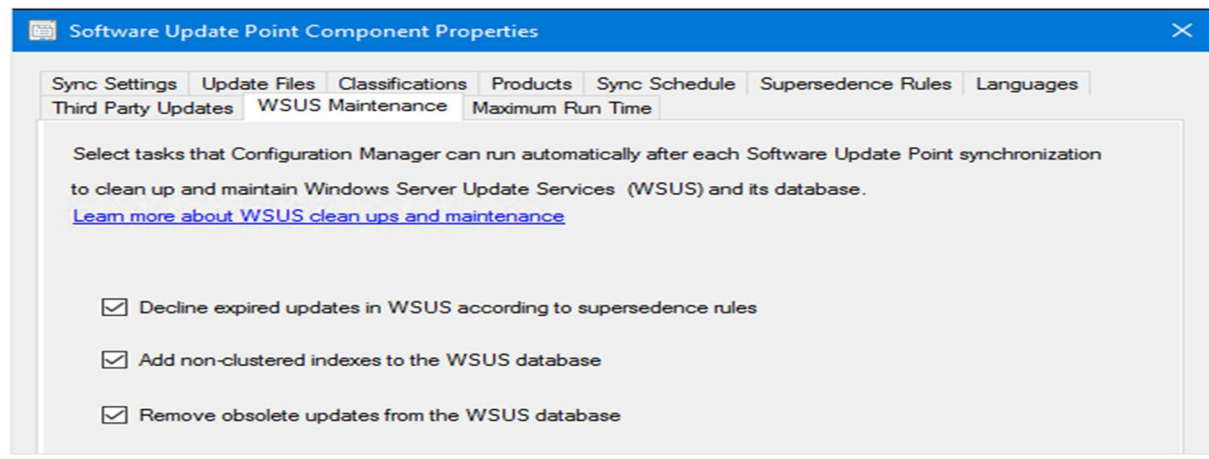 Software Update Point Component Properties
Sync Settings Update Files Classifications Products Sync Schedule Supersedence Rules Languages
Third Party Updates WSUS Maintenance Maximum Run Time
Select tasks that Configuration Manager can run automatically after each Software Update Point synchronization
to clean up and maintain Windows Server Update Services (WSUS) and its database.
Learn more about WSUS clean ups and maintenance
Decline expired updates in WSUS according to supersedence rules
Add non-clustered indexes to the WSUS database
Remove obsolete updates from the WSUS database